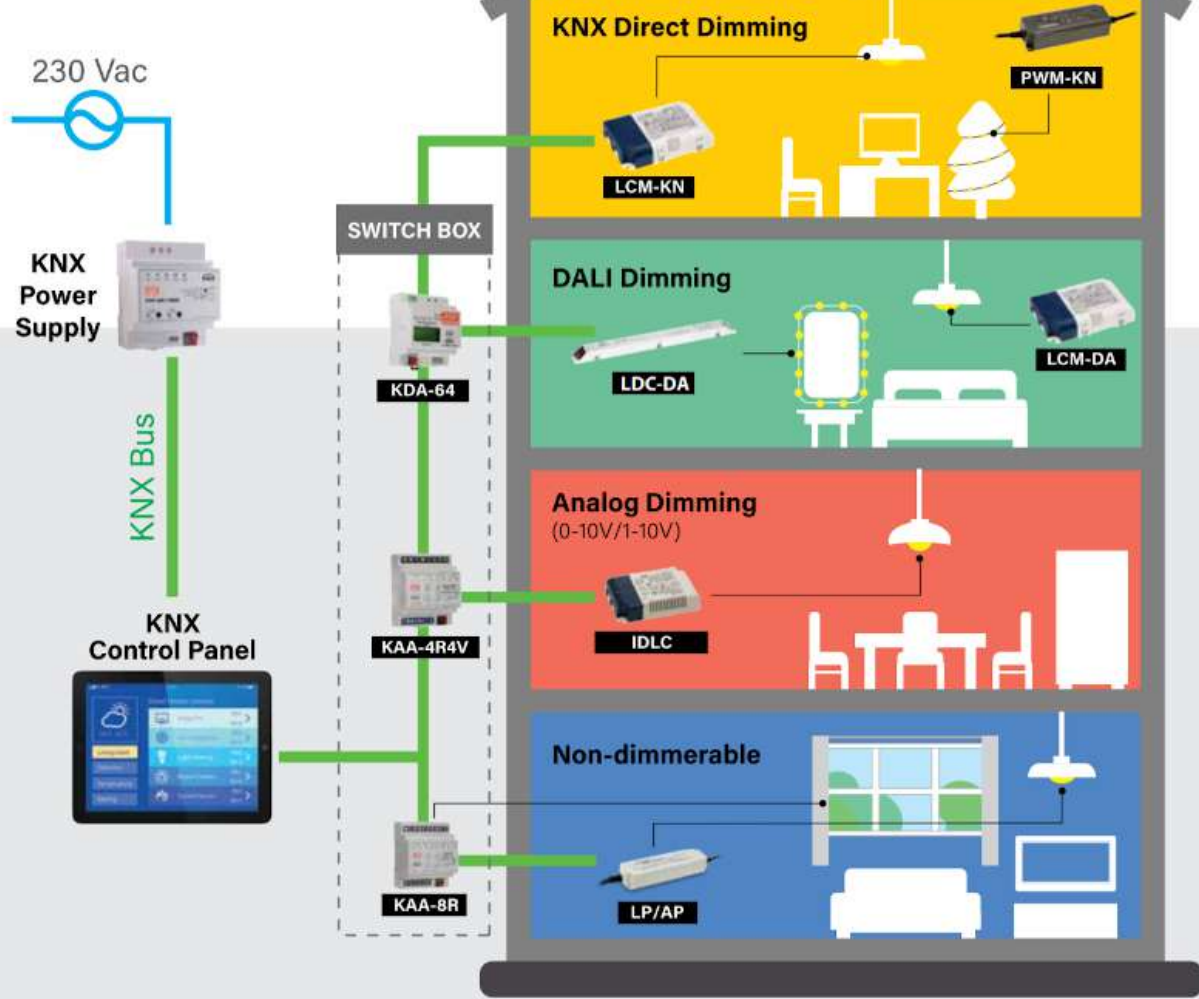 KNX Direct Dimming
PWM-KN
230 Vac
LCM-KN
SWITCH BOX
KNX
Power
Supply
DALI Dimming
LCM-DA
KDA-64
LDC-DA
KNX Bus
Analog Dimming
(0-10V/1-10V)
KNX
Control Panel
KAA-4R4V
IDLC
Non-dimmerable
KAA-8R
LP/AP